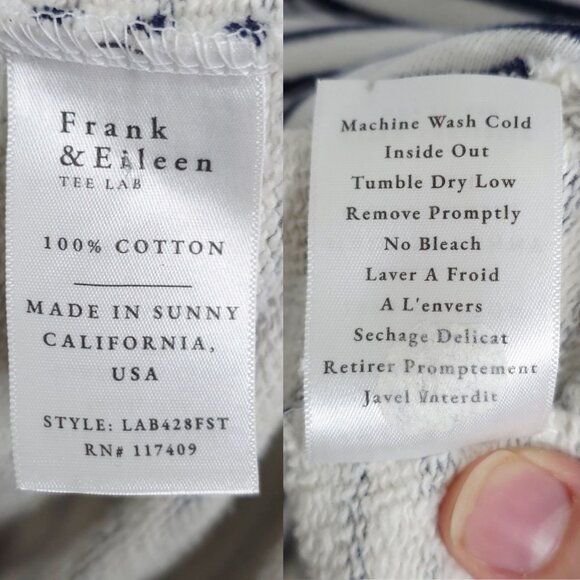 Frank
& Eileen
TEE LAB
100% COTTON
MADE IN SUNNY
CALIFORNIA,
USA
STYLE: LAB428FST
RN# 117409
Machine Wash Cold
Inside Out
Tumble Dry Low
Remove Promptly
No Bleach
Laver A Froid
A L'envers
Sechage Delicat
Retirer Promptement
Javel Interdit